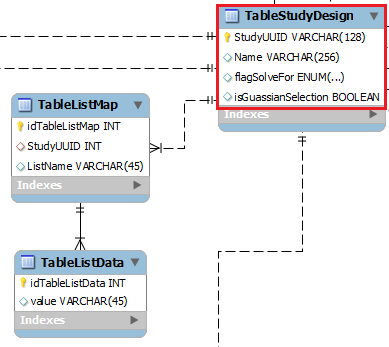 TableStudyDesign
StudyUUID VARCHAR(128)
Name VARCHAR(256)
flagSolveFor ENUM(...)
isGuassianSelection BOOLEAN
Indexes
TableListMap
idTableListMap INT
StudyUUID INT
ListName VARCHAR(45)
Indexes
TableListData
idTableListData INT
value VARCHAR(45)
Indexes